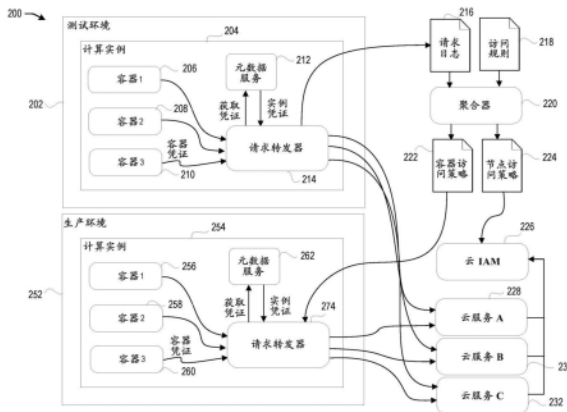 200
测试环境
202
计算实例
204
容器1
206
容器2
208
容器3
210
容器
凭证
元数据
服务
212
获取
凭证
实例
凭证
请求转发器
214
请求
日志
216
访问
规则
218
聚合器
220
222
容器访
问策略
节点访
问策略
224
云 IAM
226
生产环境
252
计算实例
254
容器1
256
容器2
258
容器3
260
容器
凭证
元数据
服务
262
获取
凭证
实例
凭证
请求转发器
274
云服务 A
228
云服务 B
云服务 C
232